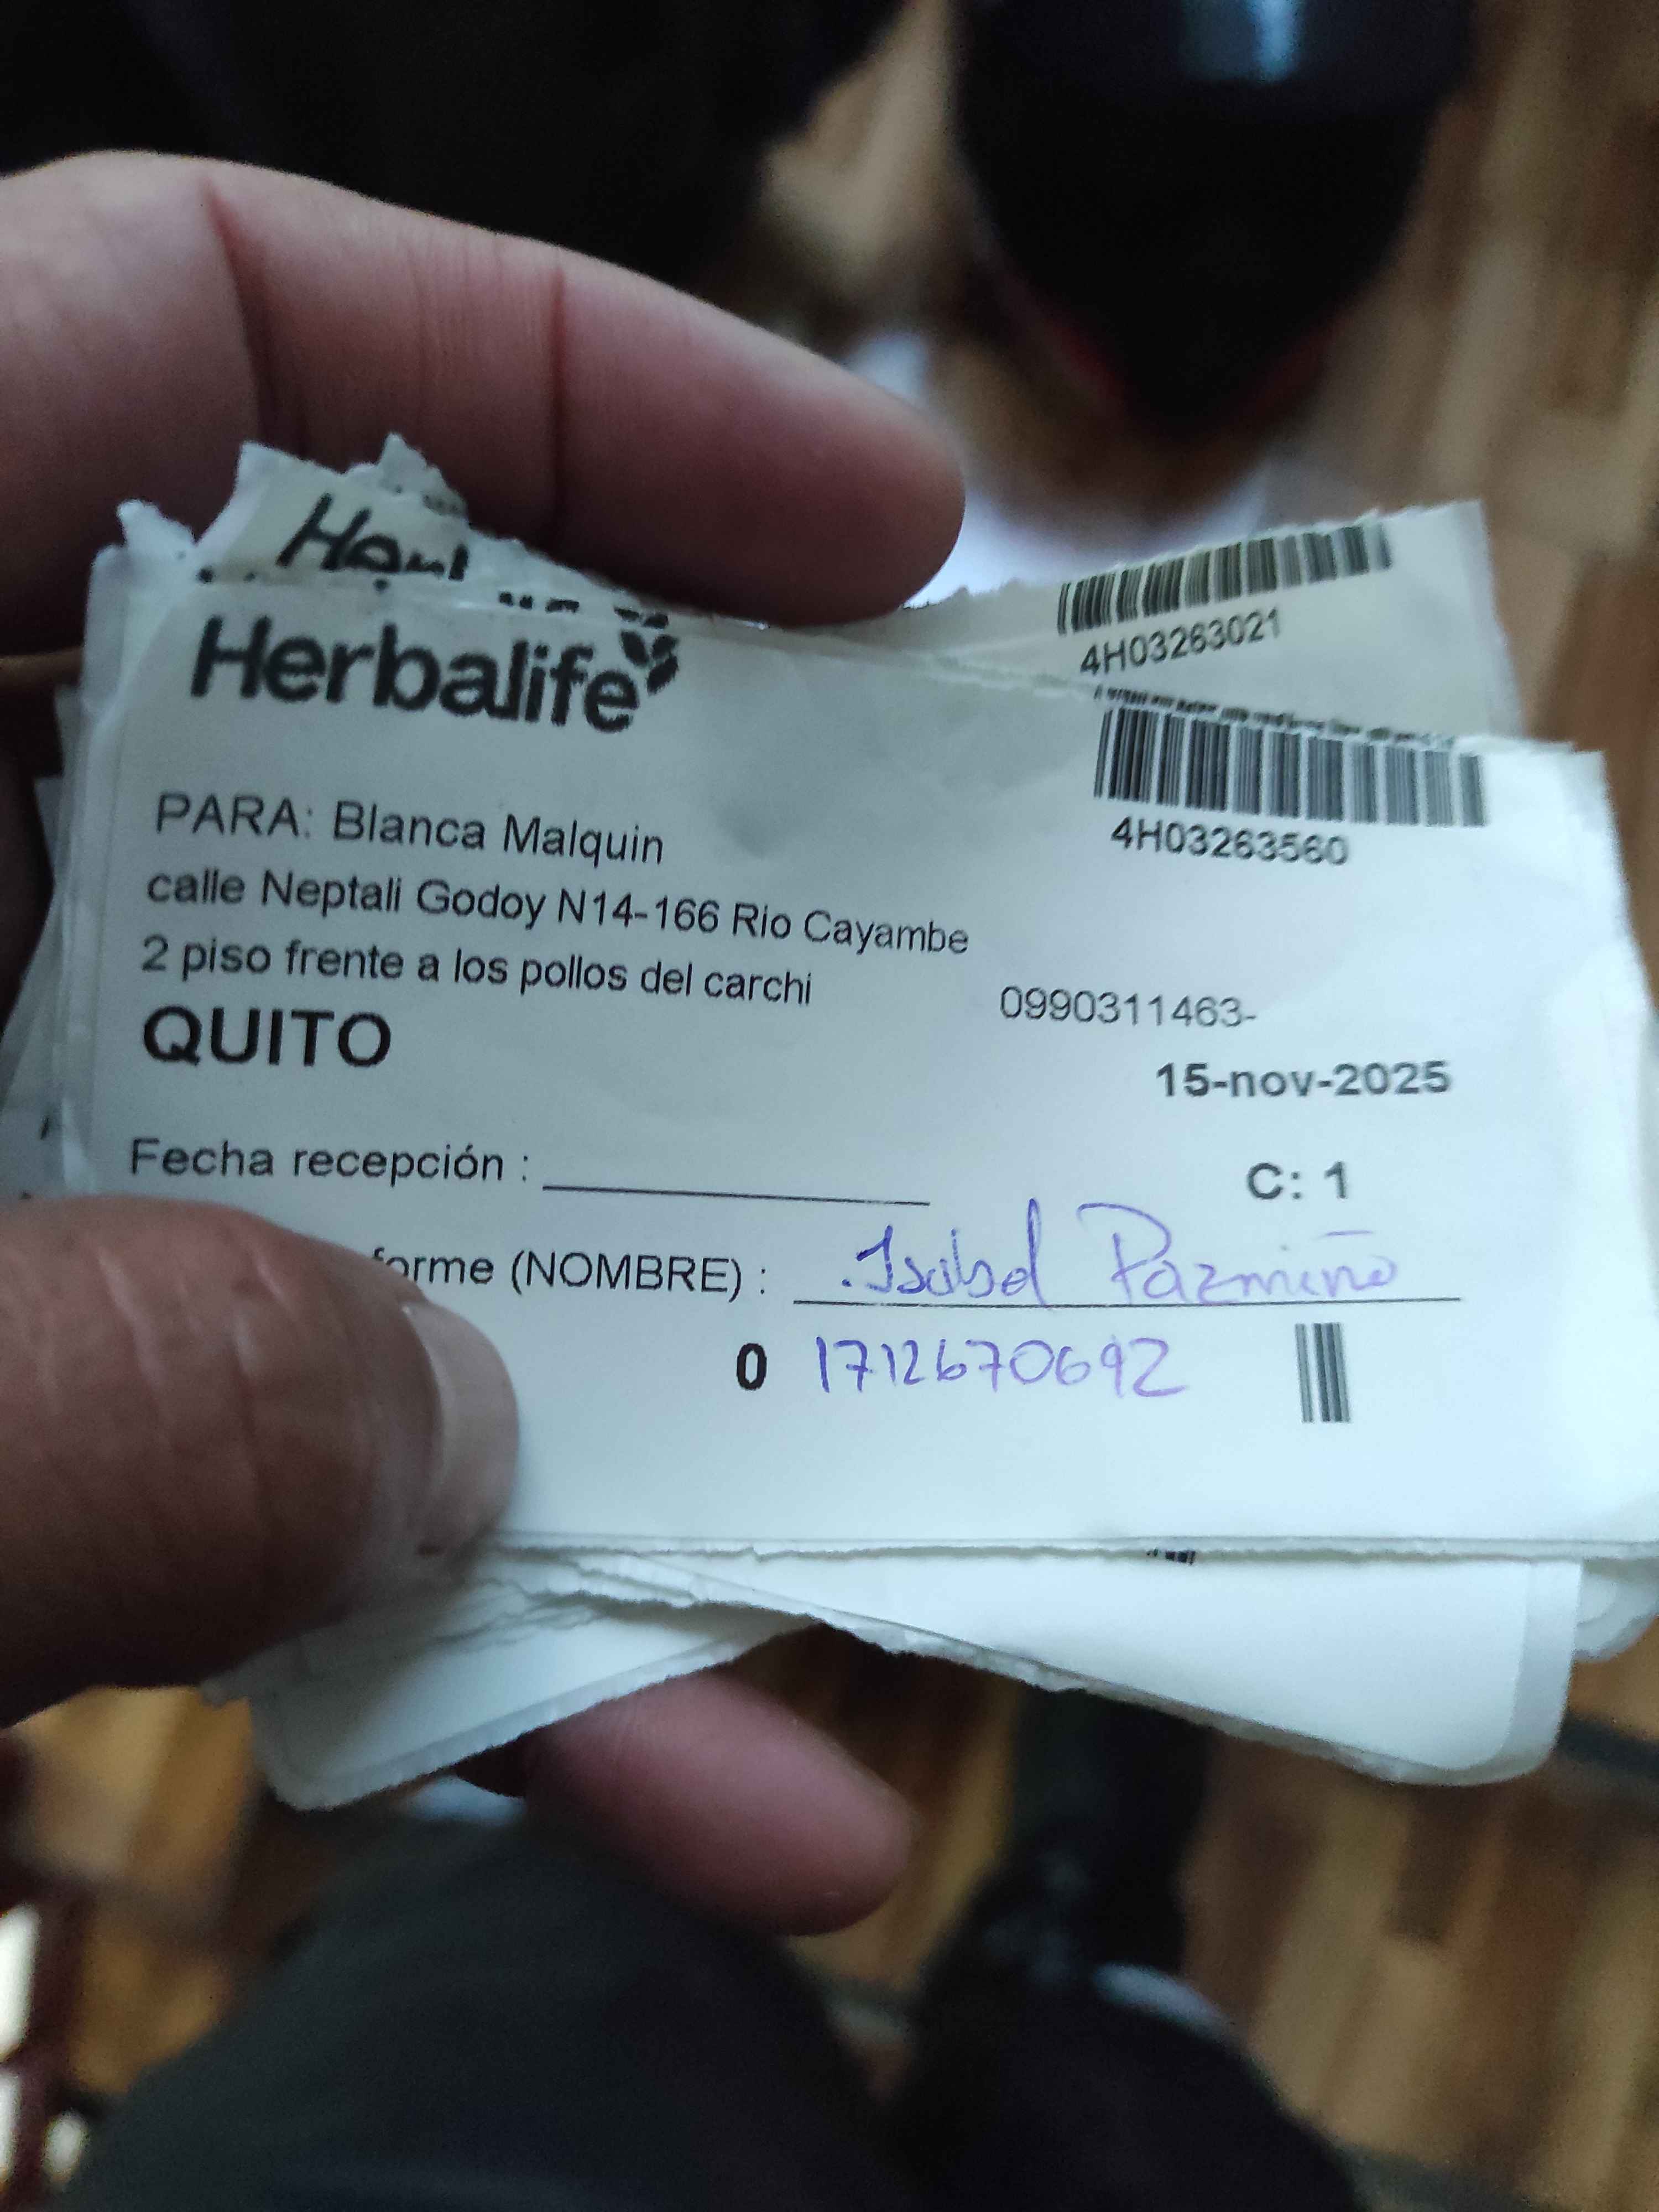 Herbalife
4H03263021
4H03263560
PARA: Blanca Malquin
calle Neptali Godoy N14-166 Rio Cayambe
2 piso frente a los pollos del carchi
0990311463-
QUITO
15-nov-2025
Fecha recepción :
C: 1
forme (NOMBRE) : Isabel Pazmiño
0 1712670692